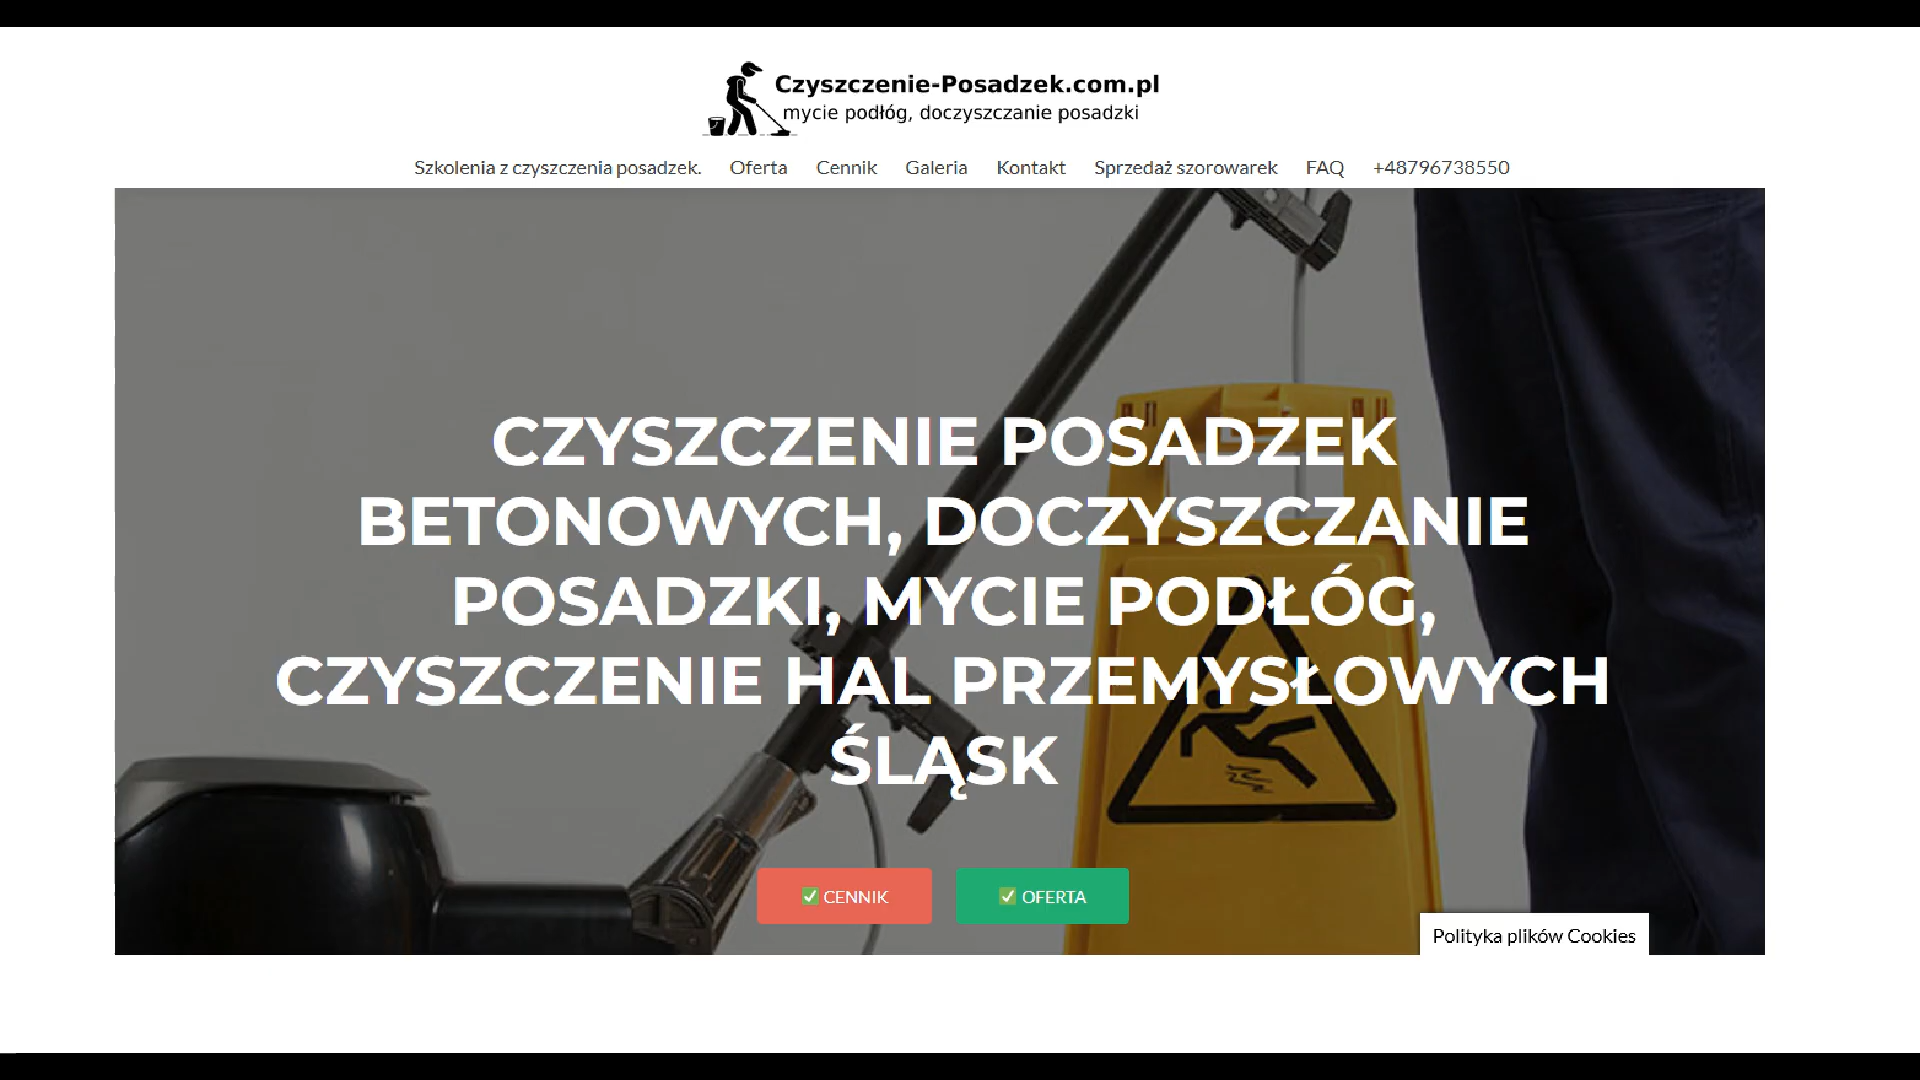 Czyszczenie-Posadzek.com.pl
mycie podłóg, doczyszczanie posadzki
Szkolenia z czyszczenia posadzek. Oferta Cennik Galeria Kontakt Sprzedaż szorowarek FAQ +48796738550
CZYSZCZENIE POSADZEK
BETONOWYCH, DOCZYSZCZANIE
POSADZKI, MYCIE PODŁÓG,
CZYSZCZENIE HAL PRZEMYSŁOWYCH
ŚLĄSK
✅ CENNIK ✅ OFERTA
Polityka plików Cookies